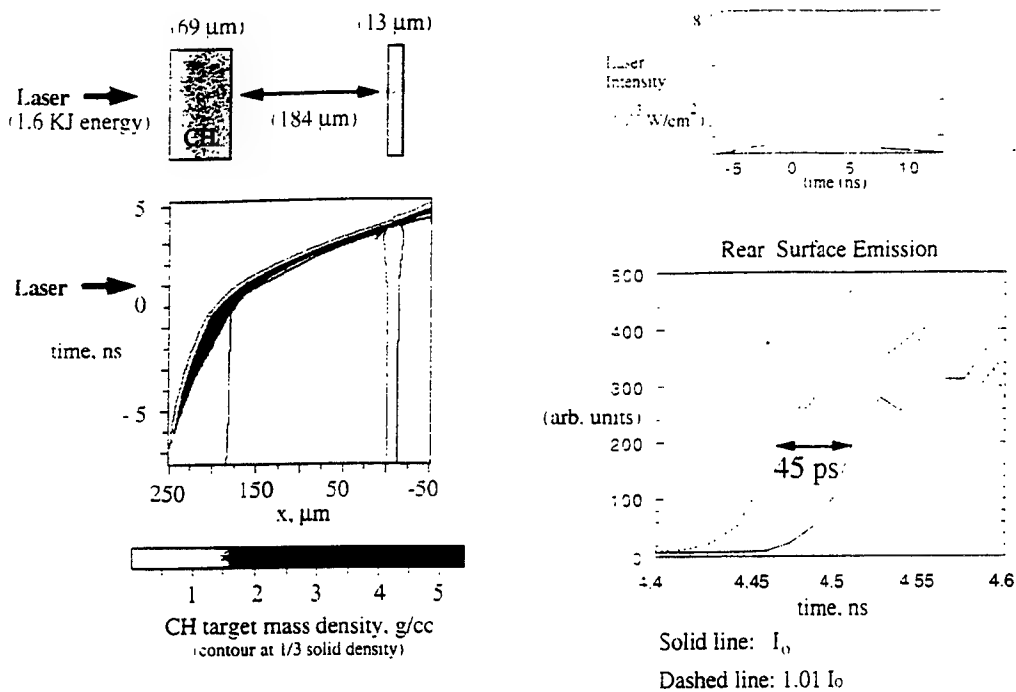 (69 µm)
(13 µm)
Laser
(1.6 KJ energy)
CH
(184 µm)
5
0
-5
Laser
time, ns
250
150
50
-50
x, µm
1
2
3
4
5
CH target mass density, g/cc
(contour at 1/3 solid density)
8
Laser
Intensity
W/cm²)
-5
0
5
10
time (ns)
Rear Surface Emission
500
400
300
(arb. units)
200
45 ps
100
0
4.4
4.45
4.5
4.55
4.6
time, ns
Solid line: I₀
Dashed line: 1.01 I₀